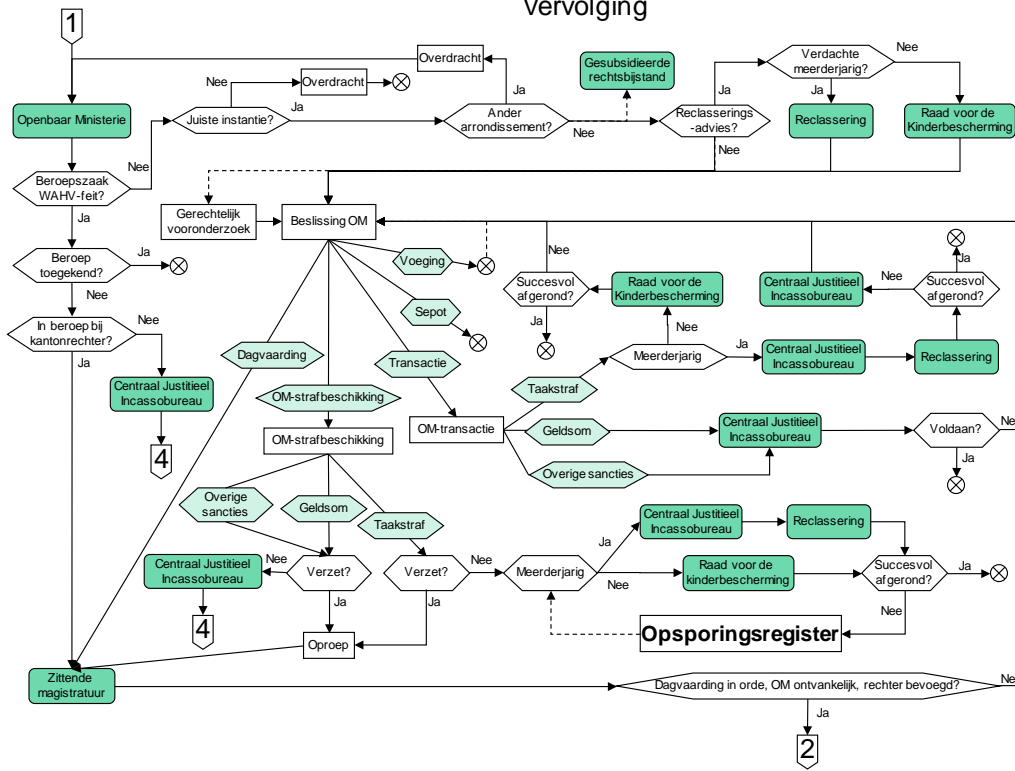 Vervolging
1
Overdracht
Nee
Overdracht
Gesubsidieerde
rechtsbijstand
Verdachte
meerderjarig?
Nee
Openbaar Ministerie
Juiste instantie?
Ja
Ja
Ander
arrondissement?
Nee
Ja
Reclasserings
-advies?
Ja
Reclassering
Raad voor de
Kinderbescherming
Nee
Nee
Beroepszaak
WAHV-feit?
Ja
Gerechtelijk
vooronderzoek
Beslissing OM
Beroep
toegekend?
Ja
Voeging
Nee
Ja
Succesvol
afgerond?
Raad voor de
Kinderbescherming
Centraal Justitieel
Incassobureau
Nee
Succesvol
afgerond?
Nee
Sepot
In beroep bij
kantonrechter?
Nee
Ja
Nee
Dagvaarding
Transactie
Meerderjarig
Ja
Centraal Justitieel
Incassobureau
Reclassering
Ja
Centraal Justitieel
Incassobureau
OM-strafbeschikking
Taakstraf
OM-transactie
Geldsom
Centraal Justitieel
Incassobureau
Voldaan?
Nee
OM-strafbeschikking
4
Overige sancties
Ja
Overige
sancties
Geldsom
Taakstraf
Centraal Justitieel
Incassobureau
Reclassering
Ja
Centraal Justitieel
Incassobureau
Nee
Verzet?
Verzet?
Nee
Meerderjarig
Nee
Raad voor de
kinderbescherming
Succesvol
afgerond?
Ja
Ja
Ja
Nee
4
Oproep
Opsporingsregister
Zittende
magistratuur
Dagvaarding in orde, OM ontvankelijk, rechter bevoegd?
Ja
2